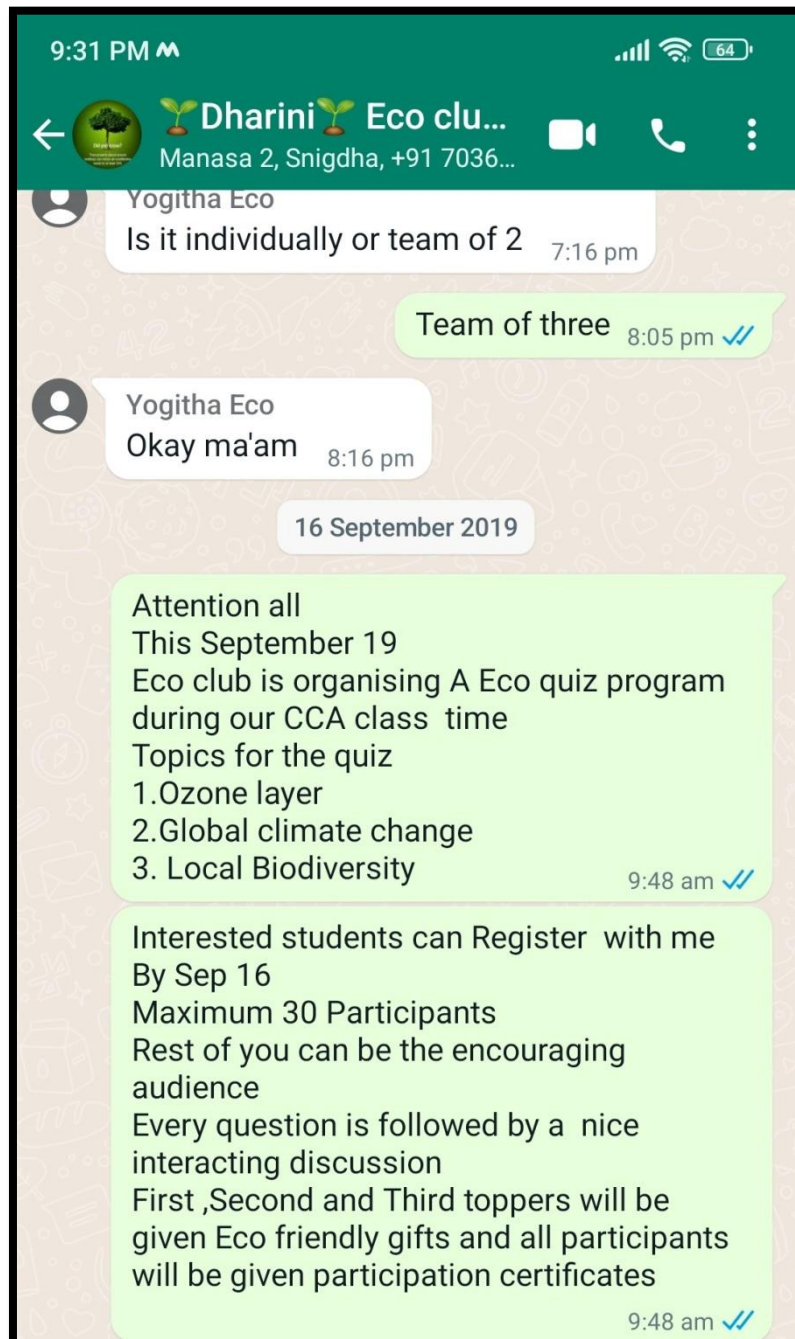 9:31 PM
64
🌱Dharini🌱 Eco clu...
Manasa 2, Snigdha, +91 7036...
Yogitha Eco
Is it individually or team of 2 7:16 pm
Team of three 8:05 pm
Yogitha Eco
Okay ma'am 8:16 pm
16 September 2019
Attention all
This September 19
Eco club is organising A Eco quiz program
during our CCA class  time
Topics for the quiz
1.Ozone layer
2.Global climate change
3. Local Biodiversity 9:48 am
Interested students can Register  with me
By Sep 16
Maximum 30 Participants
Rest of you can be the encouraging
audience
Every question is followed by a  nice
interacting discussion
First ,Second and Third toppers will be
given Eco friendly gifts and all participants
will be given participation certificates
9:48 am